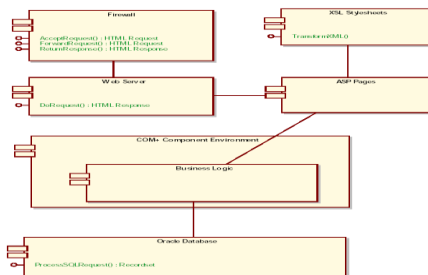 Firewall
AcceptRequest() : HTML Request
ForwardRequest() : HTML Request
ReturnResponse() : HTML Response
XSL Stylesheets
TransformXML()
Web Server
DoRequest() : HTML Response
ASP Pages
COM+ Component Environment
Business Logic
Oracle Database
ProcessSQLRequest() : Recordset